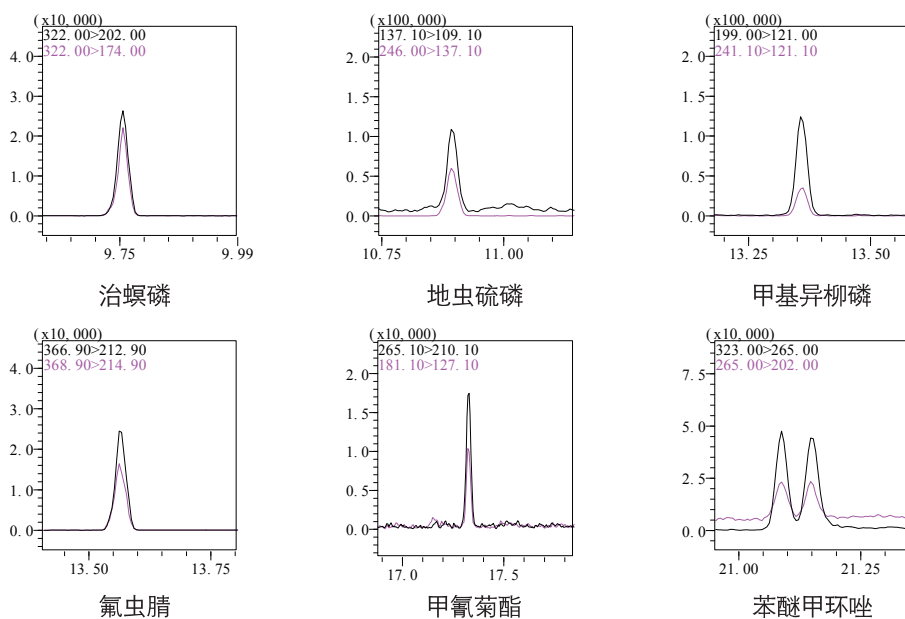 (x10, 000)
322. 00>202. 00
322. 00>174. 00
4. 0
3. 0
2. 0
1. 0
0. 0
9. 75
9. 99
治螟磷
(x100, 000)
137. 10>109. 10
246. 00>137. 10
2. 0
1. 5
1. 0
0. 5
0. 0
10. 75
11. 00
地虫硫磷
(x100, 000)
199. 00>121. 00
241. 10>121. 10
2. 0
1. 0
0. 0
13. 25
13. 50
甲基异柳磷
(x10, 000)
366. 90>212. 90
368. 90>214. 90
4. 0
3. 0
2. 0
1. 0
0. 0
13. 50
13. 75
氟虫腈
(x10, 000)
265. 10>210. 10
181. 10>127. 10
2. 0
1. 5
1. 0
0. 5
0. 0
17. 0
17. 5
甲氰菊酯
(x10, 000)
323. 00>265. 00
265. 00>202. 00
7. 5
5. 0
2. 5
0. 0
21. 00
21. 25
苯醚甲环唑